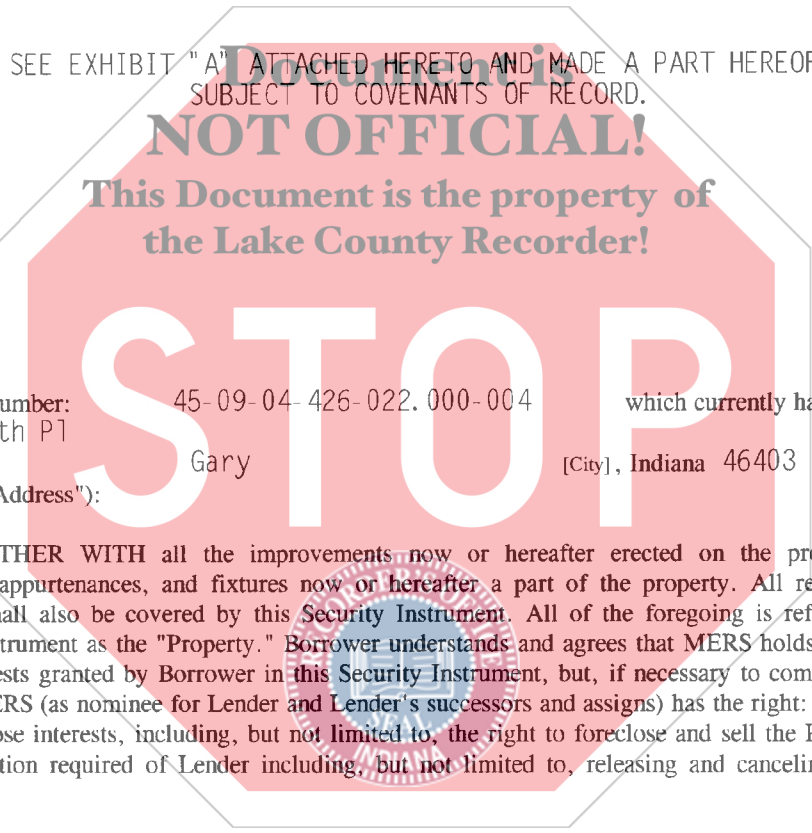 SEE EXHIBIT "A" ATTACHED HERETO AND MADE A PART HEREOF
Document is
SUBJECT TO COVENANTS OF RECORD.
NOT OFFICIAL!
This Document is the property of
the Lake County Recorder!
STOP
umber: 45-09-04-426-022.000-004 which currently ha
th Pl
Gary [City], Indiana 46403
Address"):
THER WITH all the improvements now or hereafter erected on the pr
appurtenances, and fixtures now or hereafter a part of the property. All re
all also be covered by this Security Instrument. All of the foregoing is ref
trument as the "Property." Borrower understands and agrees that MERS holds
ests granted by Borrower in this Security Instrument, but, if necessary to com
ERS (as nominee for Lender and Lender's successors and assigns) has the right:
ose interests, including, but not limited to, the right to foreclose and sell the
tion required of Lender including, but not limited to, releasing and cancelin
SEAL
INDIANA